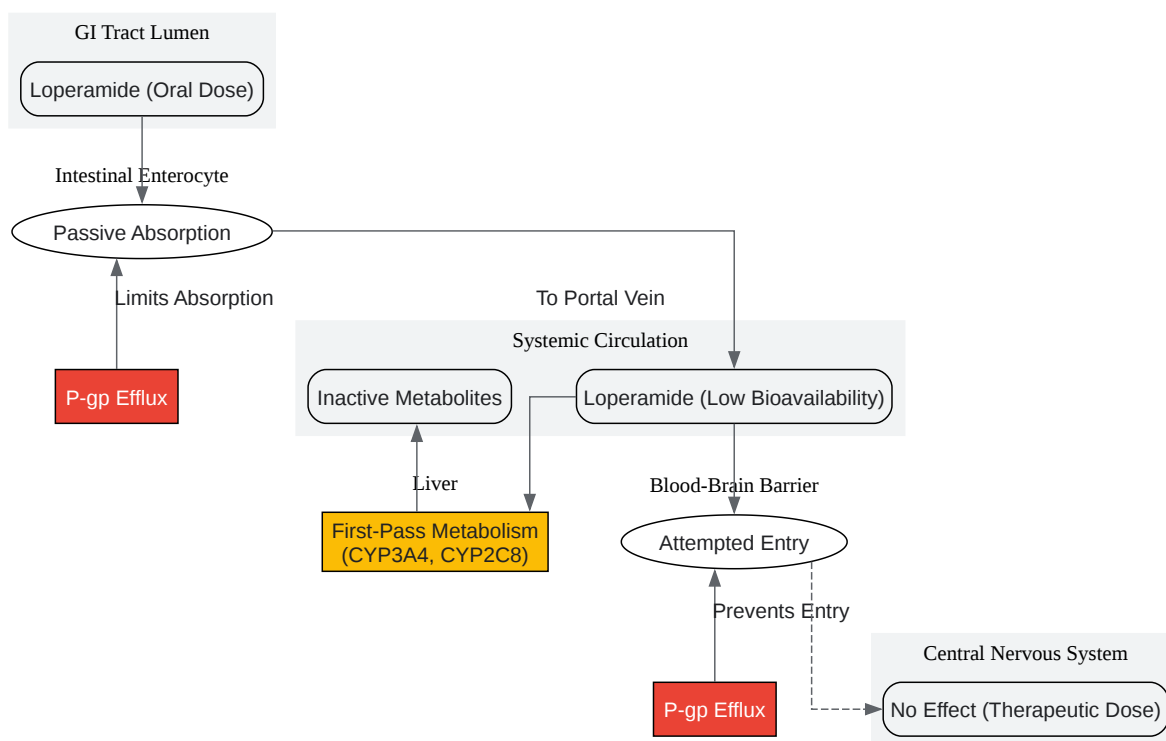 GI Tract Lumen
Loperamide (Oral Dose)
Intestinal Enterocyte
Passive Absorption
Limits Absorption
To Portal Vein
Systemic Circulation
P-gp Efflux
Inactive Metabolites
Loperamide (Low Bioavailability)
Liver
Blood-Brain Barrier
First-Pass Metabolism
(CYP3A4, CYP2C8)
Attempted Entry
Prevents Entry
Central Nervous System
P-gp Efflux
No Effect (Therapeutic Dose)